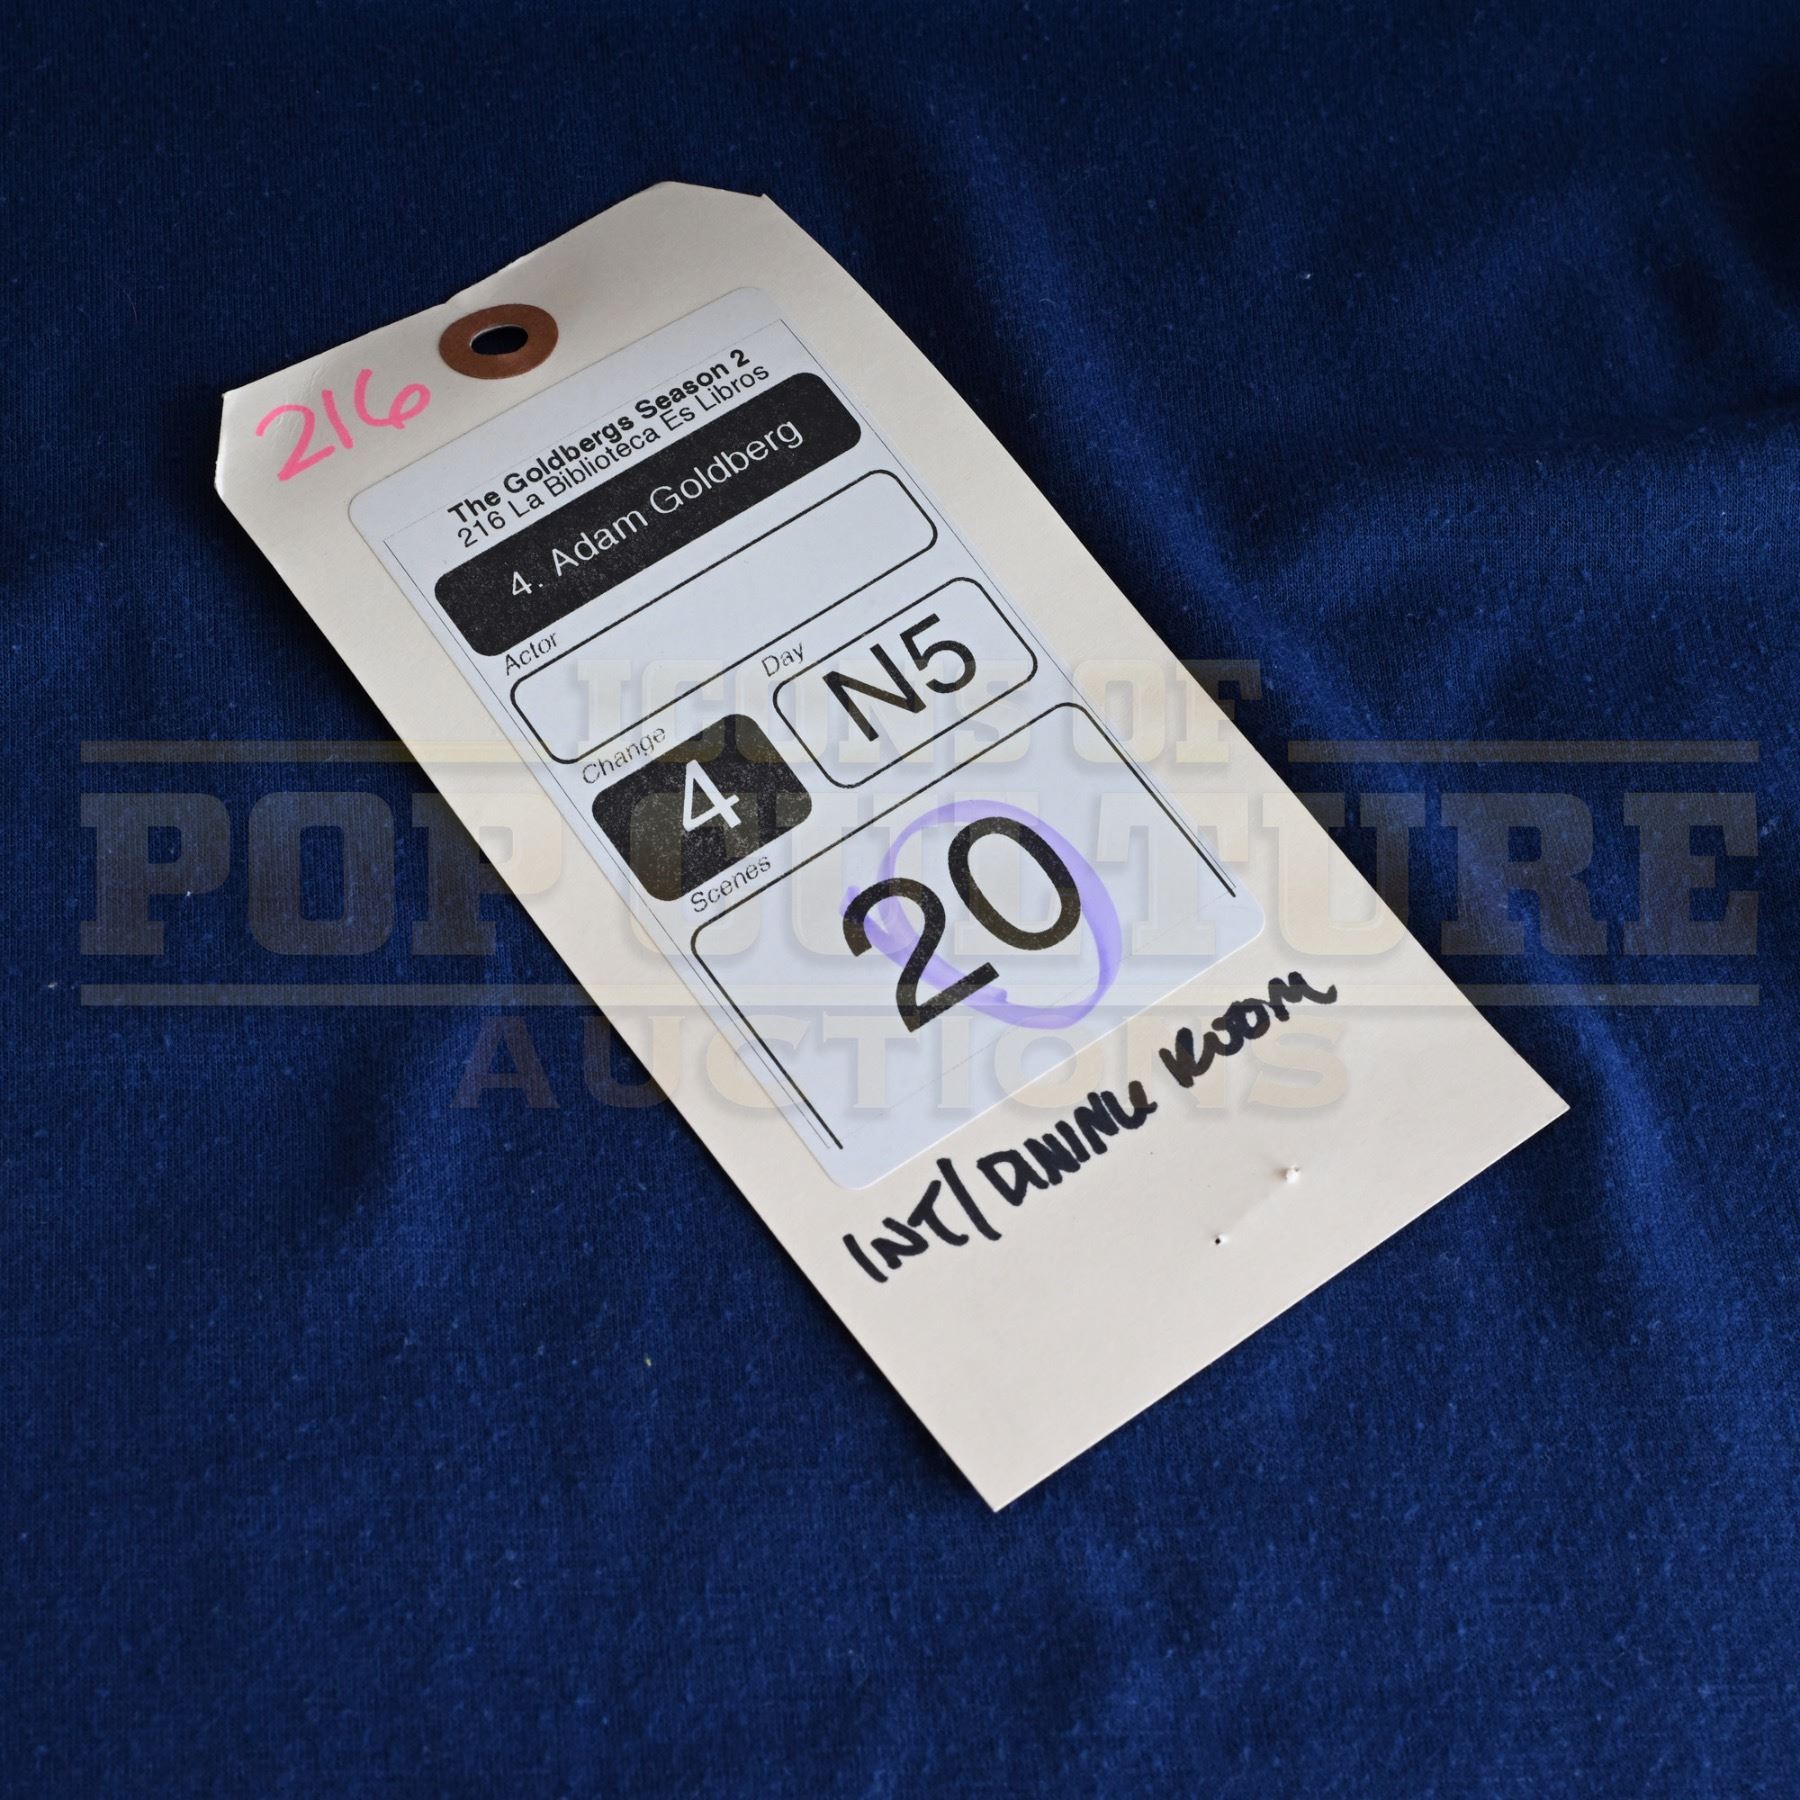 216
The Goldbergs Season 2
216 La Biblioteca Es Libros
4. Adam Goldberg
Actor
Change
Day
4
N5
Scenes
20
INT/DINING ROOM
ICONS OF
POP CULTURE
AUCTIONS